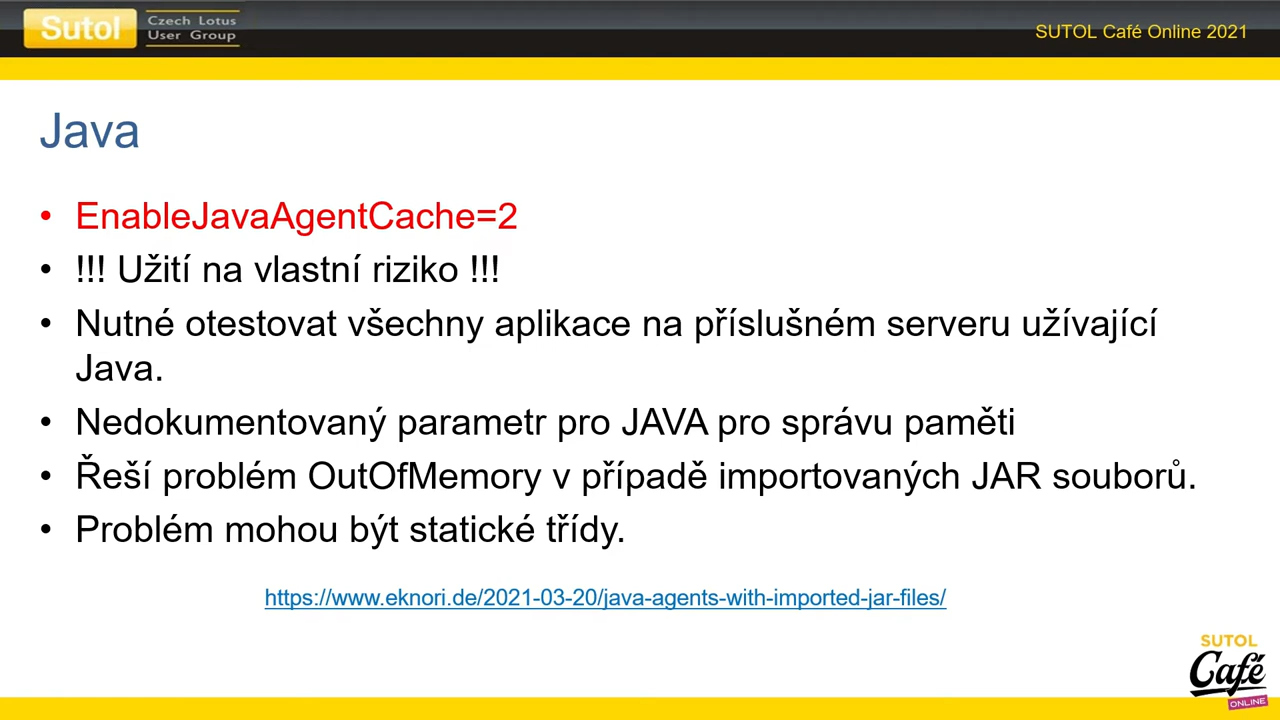 Sutol
Czech Lotus
User Group
SUTOL Café Online 2021
Java
• EnableJavaAgentCache=2
• !!! Užití na vlastní riziko !!!
• Nutné otestovat všechny aplikace na příslušném serveru užívající
Java.
• Nedokumentovaný parametr pro JAVA pro správu paměti
• Řeší problém OutOfMemory v případě importovaných JAR souborů.
• Problém mohou být statické třídy.
https://www.eknori.de/2021-03-20/java-agents-with-imported-jar-files/
SUTOL
Café
ONLINE